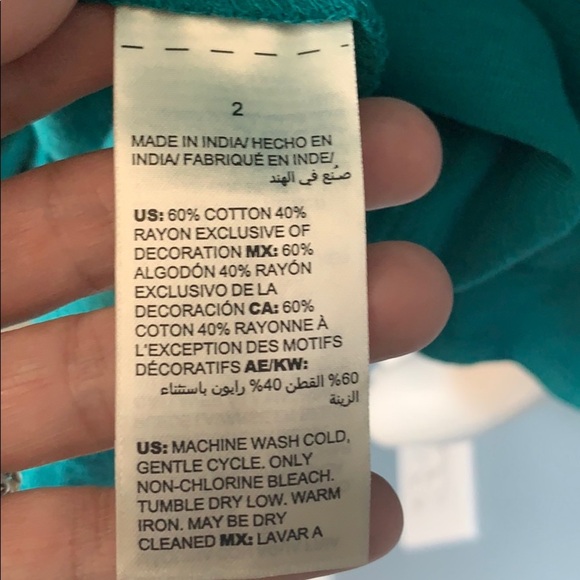 2
MADE IN INDIA/ HECHO EN
INDIA/ FABRIQUÉ EN INDE/
صُنع في الهند
US: 60% COTTON 40%
RAYON EXCLUSIVE OF
DECORATION MX: 60%
ALGODÓN 40% RAYÓN
EXCLUSIVO DE LA
DECORACIÓN CA: 60%
COTON 40% RAYONNE À
L'EXCEPTION DES MOTIFS
DÉCORATIFS AE/KW:
60% القطن 40% رايون باستثناء
الزينة
US: MACHINE WASH COLD,
GENTLE CYCLE. ONLY
NON-CHLORINE BLEACH.
TUMBLE DRY LOW. WARM
IRON. MAY BE DRY
CLEANED MX: LAVAR A